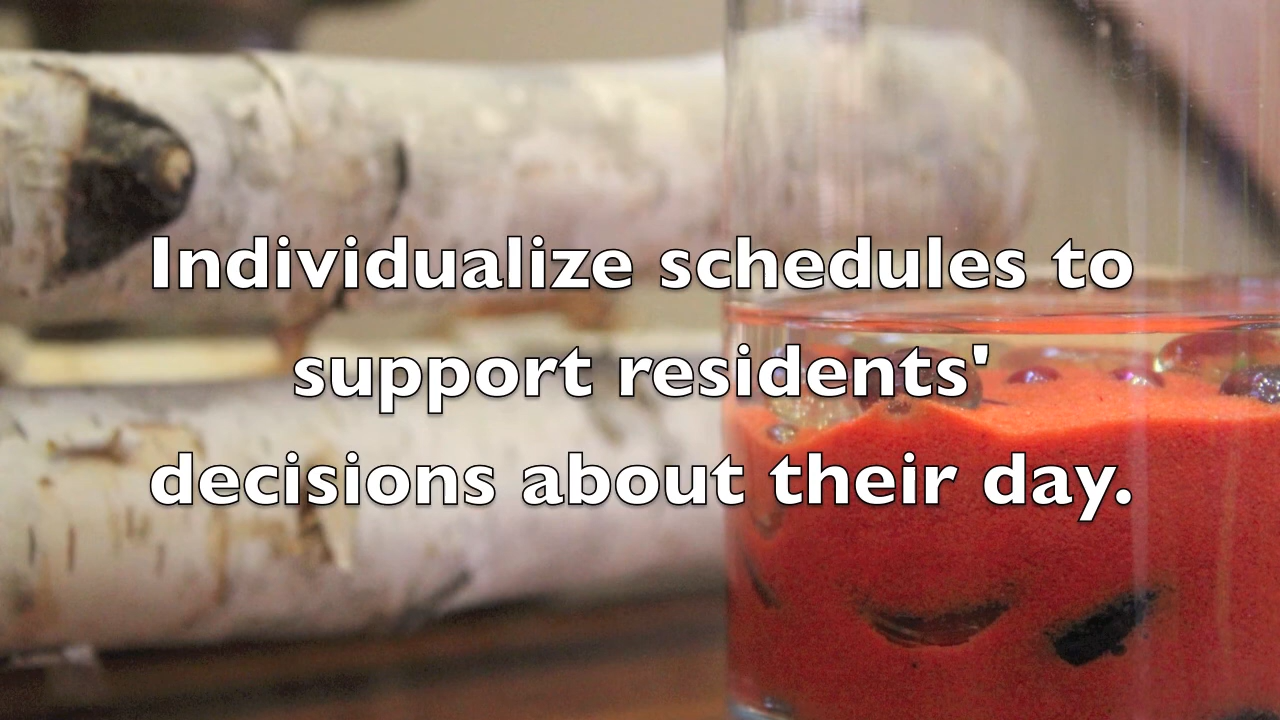 Individualize schedules to
support residents'
decisions about their day.